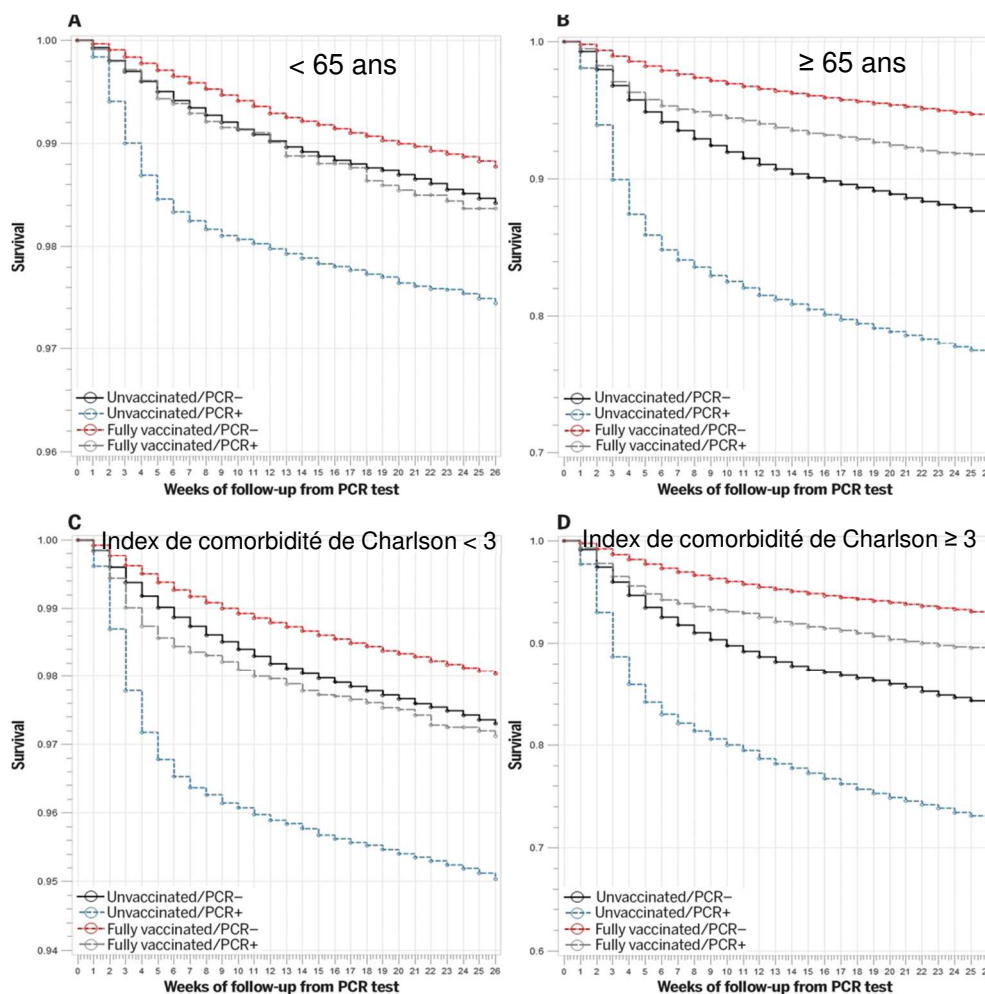 A
< 65 ans
1.00
0.99
0.98
0.97
0.96
Survival
Unvaccinated/PCR−
Unvaccinated/PCR+
Fully vaccinated/PCR−
Fully vaccinated/PCR+
0 1 2 3 4 5 6 7 8 9 10 11 12 13 14 15 16 17 18 19 20 21 22 23 24 25 26
Weeks of follow-up from PCR test
B
≥ 65 ans
1.0
0.9
0.8
0.7
Survival
Unvaccinated/PCR−
Unvaccinated/PCR+
Fully vaccinated/PCR−
Fully vaccinated/PCR+
0 1 2 3 4 5 6 7 8 9 10 11 12 13 14 15 16 17 18 19 20 21 22 23 24 25
Weeks of follow-up from PCR test
C
Index de comorbidité de Charlson < 3
1.00
0.99
0.98
0.97
0.96
0.95
0.94
Survival
Unvaccinated/PCR−
Unvaccinated/PCR+
Fully vaccinated/PCR−
Fully vaccinated/PCR+
0 1 2 3 4 5 6 7 8 9 10 11 12 13 14 15 16 17 18 19 20 21 22 23 24 25 26
Weeks of follow-up from PCR test
D
Index de comorbidité de Charlson ≥ 3
1.0
0.9
0.8
0.7
0.6
Survival
Unvaccinated/PCR−
Unvaccinated/PCR+
Fully vaccinated/PCR−
Fully vaccinated/PCR+
0 1 2 3 4 5 6 7 8 9 10 11 12 13 14 15 16 17 18 19 20 21 22 23 24 25
Weeks of follow-up from PCR test